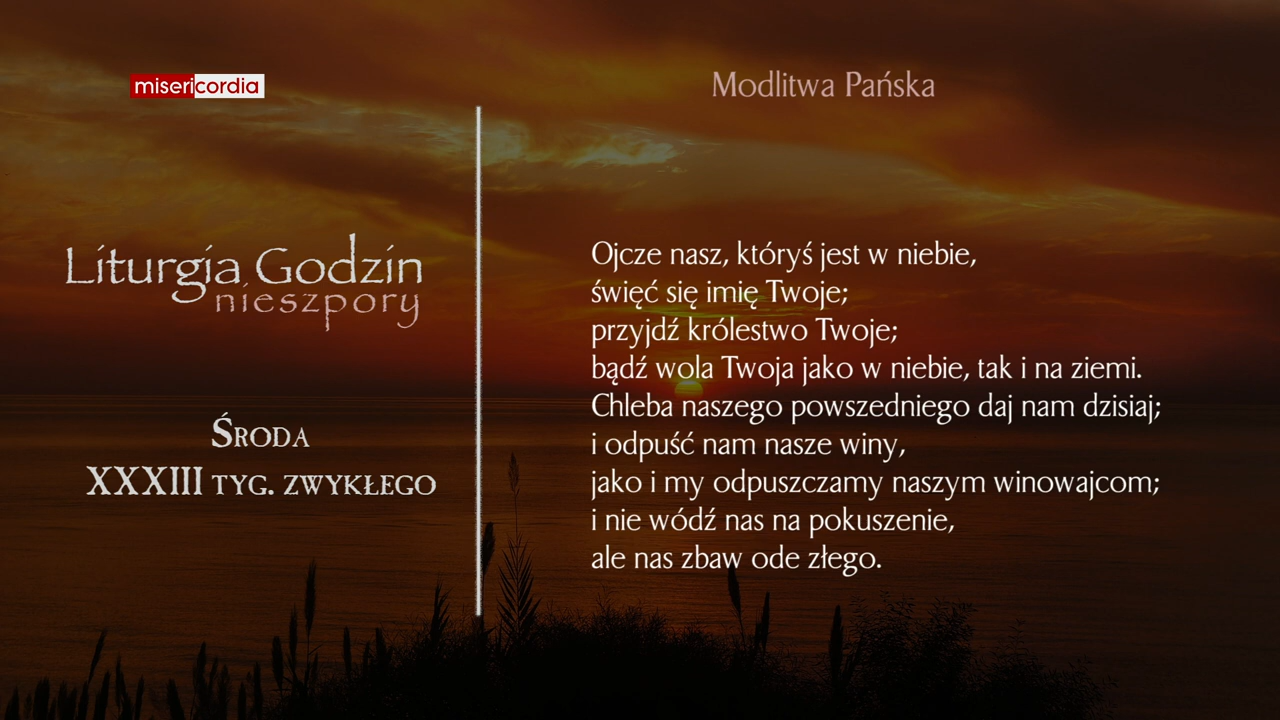 misericordia
Liturgia Godzin
nieszpory
Środa
XXXIII tyg. zwykłego
Modlitwa Pańska
Ojcze nasz, któryś jest w niebie,
święć się imię Twoje;
przyjdź królestwo Twoje;
bądź wola Twoja jako w niebie, tak i na ziemi.
Chleba naszego powszedniego daj nam dzisiaj;
i odpuść nam nasze winy,
jako i my odpuszczamy naszym winowajcom;
i nie wódź nas na pokuszenie,
ale nas zbaw ode złego.